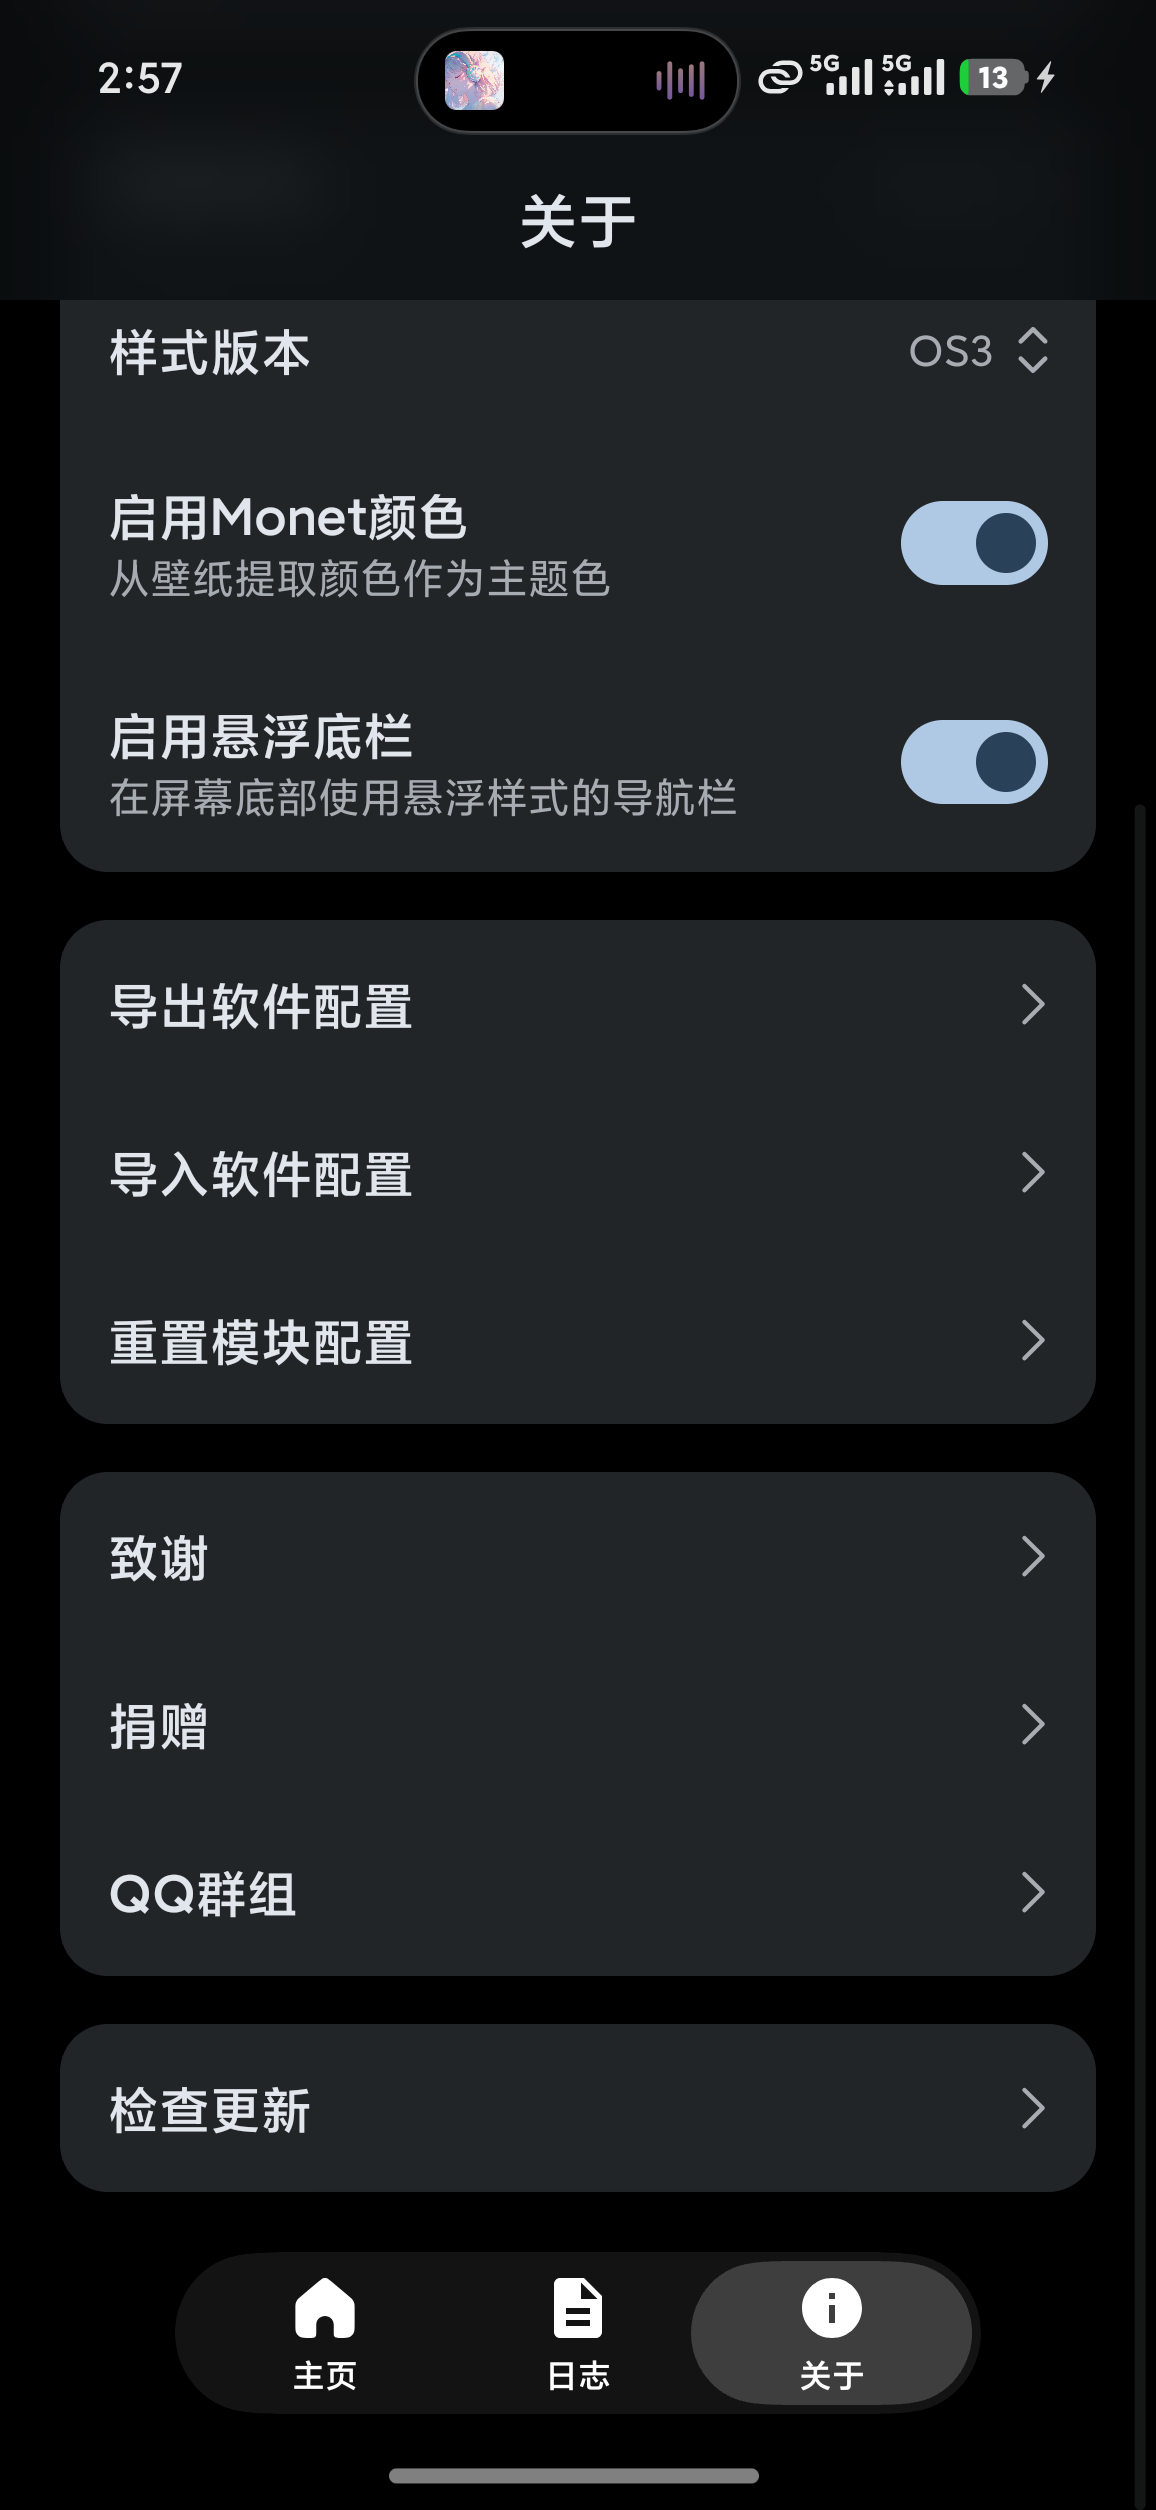 2:57
5G 5G 13
关于
样式版本 OS3
启用Monet颜色
从壁纸提取颜色作为主题色
启用悬浮底栏
在屏幕底部使用悬浮样式的导航栏
导出软件配置
导入软件配置
重置模块配置
致谢
捐赠
QQ群组
检查更新
主页 日志 关于